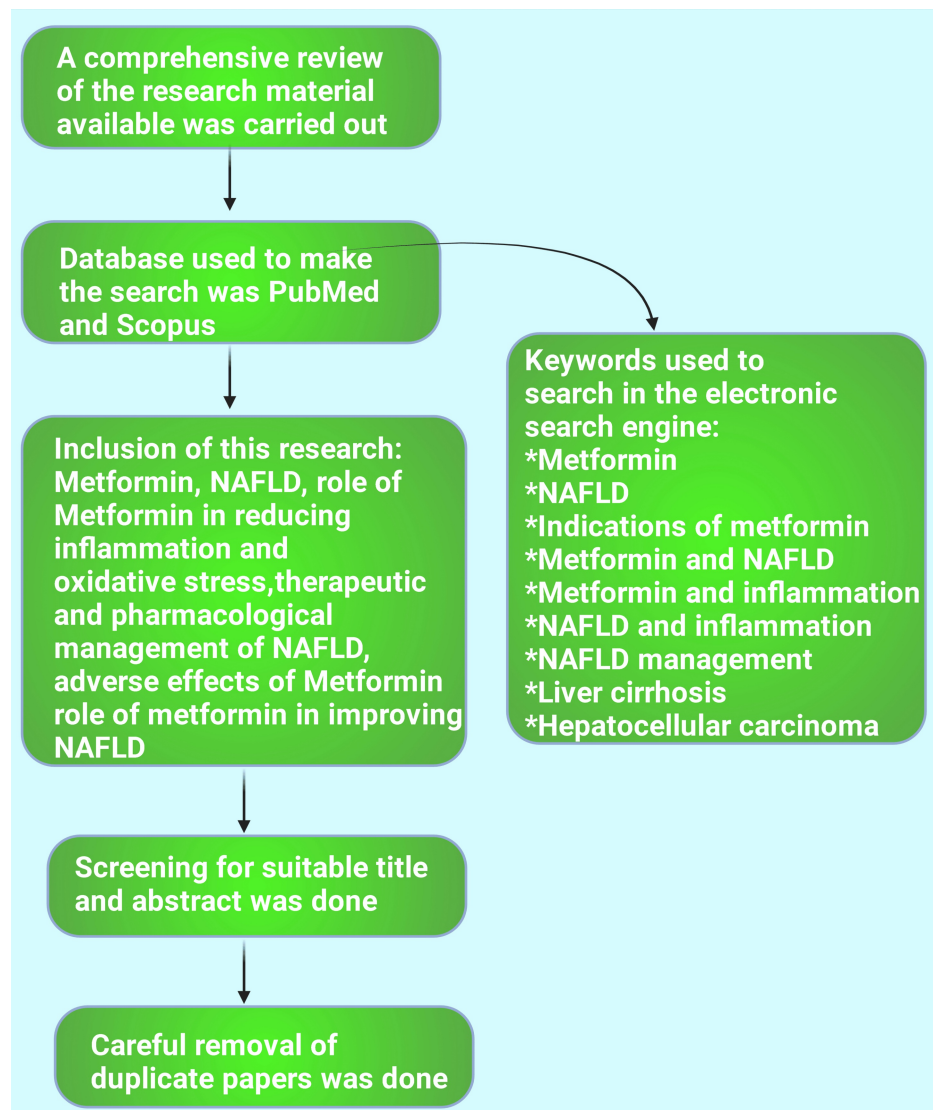 A comprehensive review
of the research material
available was carried out
Database used to make
the search was PubMed
and Scopus
Keywords used to
search in the electronic
search engine:
*Metformin
*NAFLD
*Indications of metformin
*Metformin and NAFLD
*Metformin and inflammation
*NAFLD and inflammation
*NAFLD management
*Liver cirrhosis
*Hepatocellular carcinoma
Inclusion of this research:
Metformin, NAFLD, role of
Metformin in reducing
inflammation and
oxidative stress,therapeutic
and pharmacological
management of NAFLD,
adverse effects of Metformin
role of metformin in improving
NAFLD
Screening for suitable title
and abstract was done
Careful removal of
duplicate papers was done